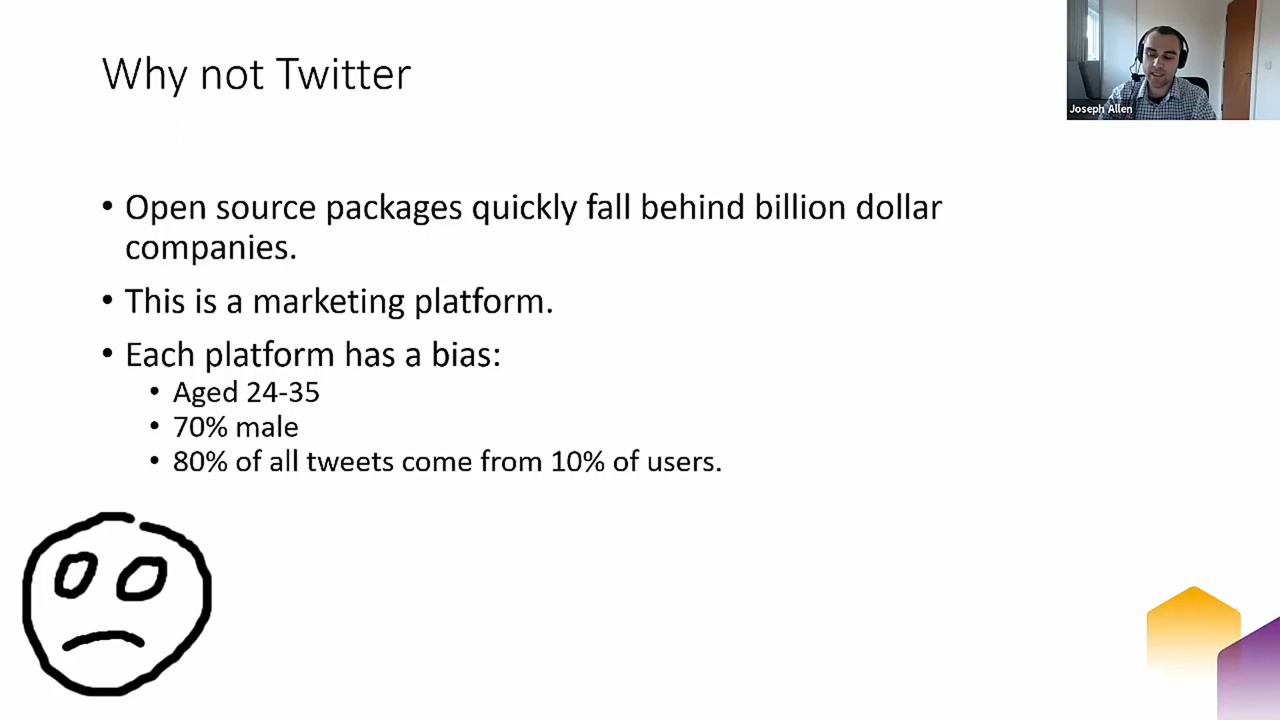 Why not Twitter
Joseph Allen
• Open source packages quickly fall behind billion dollar
companies.
• This is a marketing platform.
• Each platform has a bias:
• Aged 24-35
• 70% male
• 80% of all tweets come from 10% of users.